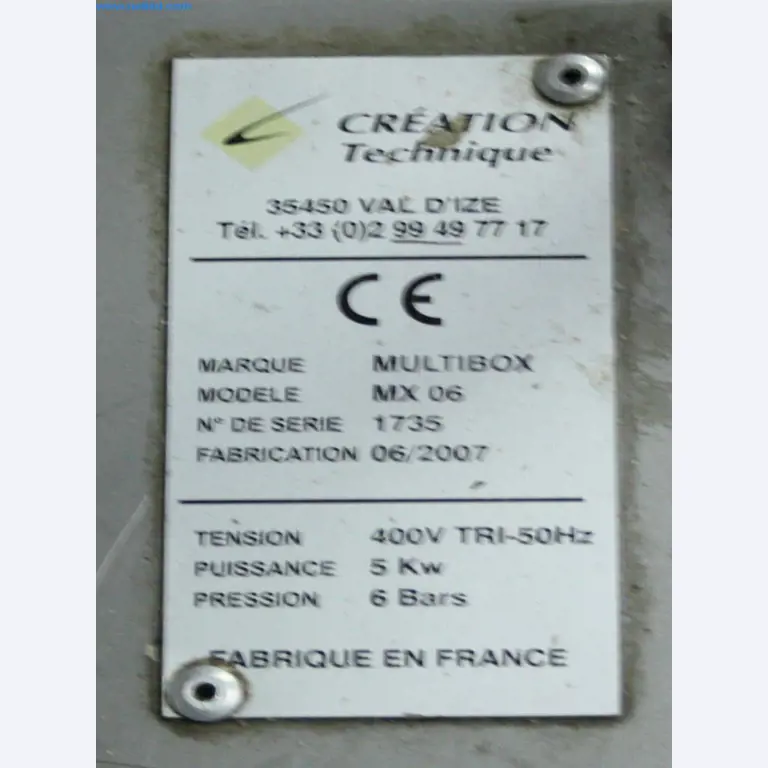 CRÉATION
Technique
35450 VAL D'IZE
Tél. +33 (0)2 99 49 77 17
CE
MARQUE MULTIBOX
MODELE MX 06
N° DE SERIE 1735
FABRICATION 06/2007
TENSION 400V TRI-50Hz
PUISSANCE 5 Kw
PRESSION 6 Bars
FABRIQUE EN FRANCE